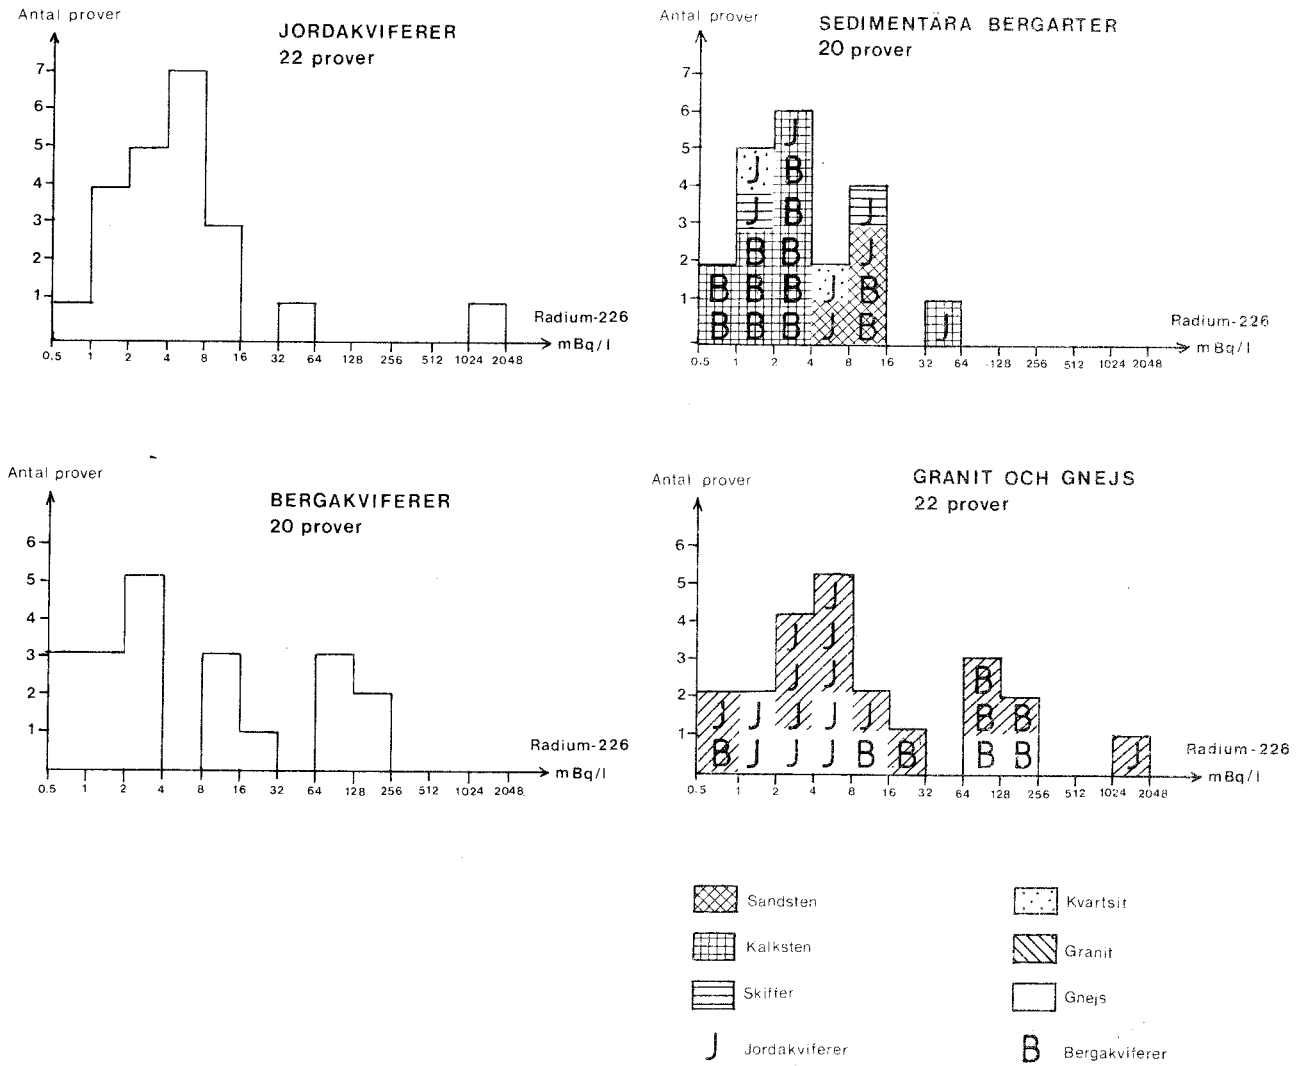 Antal prover
JORDAKVIFERER
22 prover
7
6
5
4
3
2
1
Radium-226
mBq/l
0.5 1 2 4 8 16 32 64 128 256 512 1024 2048
Antal prover
SEDIMENTÄRA BERGARTER
20 prover
7
6
5
4
3
2
1
J
J B
J B J
B B J
B B B J B
B B B J B J
Radium-226
mBq/l
0.5 1 2 4 8 16 32 64 128 256 512 1024 2048
Antal prover
BERGAKVIFERER
20 prover
6
5
4
3
2
1
Radium-226
mBq/l
0.5 1 2 4 8 16 32 64 128 256 512 1024 2048
Antal prover
GRANIT OCH GNEJS
22 prover
6
5
4
3
2
1
J
J J
J J B
J J J J J B B
B J J J B B B B J
Radium-226
mBq/l
0.5 1 2 4 8 16 32 64 128 256 512 1024 2048
Sandsten
Kalksten
Skiffer
J Jordakviferer
Kvartsit
Granit
Gnejs
B Bergakviferer